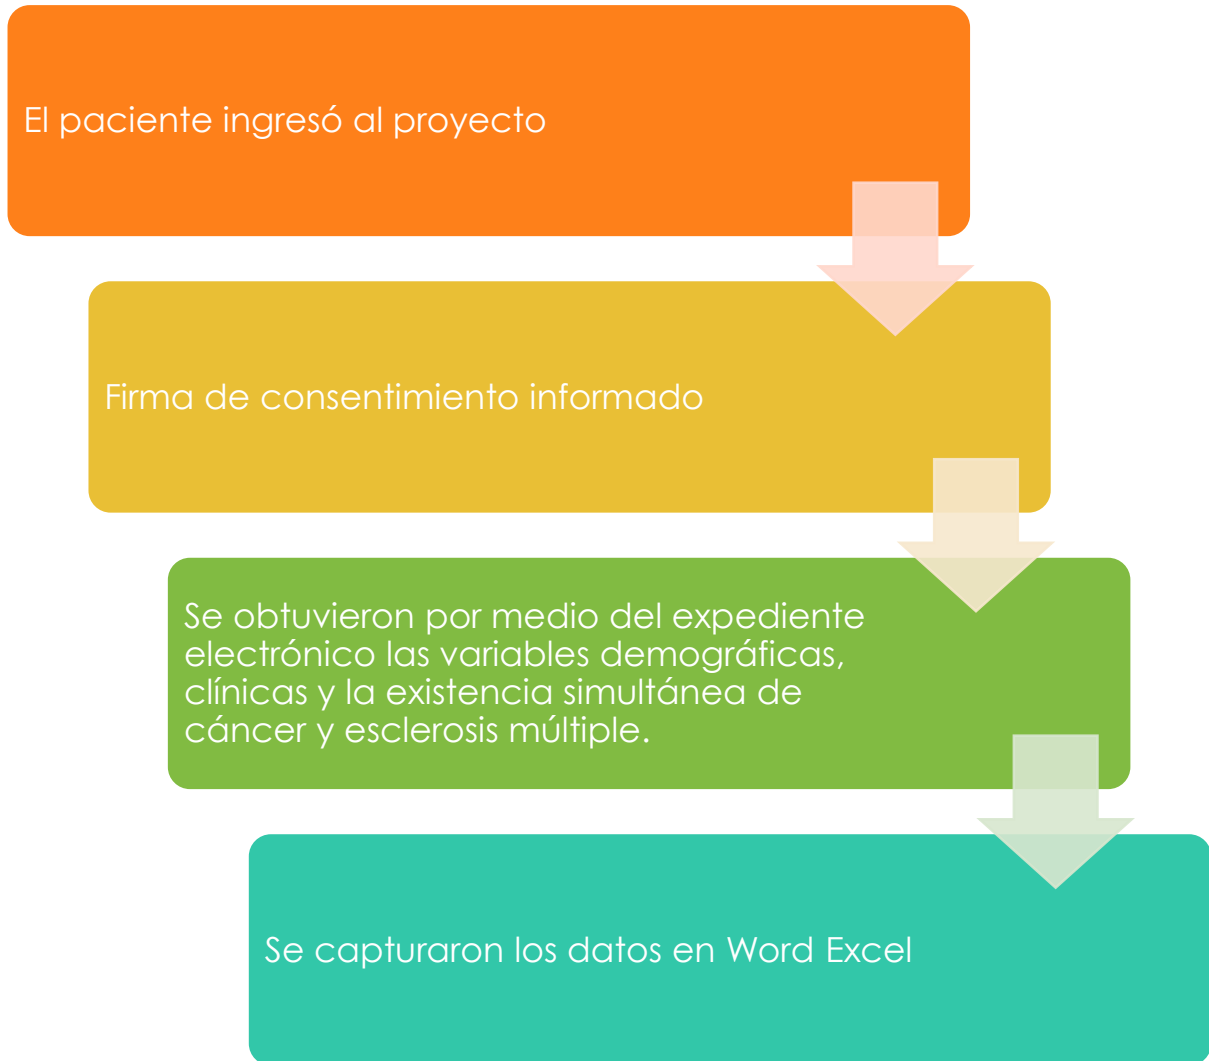 El paciente ingresó al proyecto
Firma de consentimiento informado
Se obtuvieron por medio del expediente
electrónico las variables demográficas,
clínicas y la existencia simultánea de
cáncer y esclerosis múltiple.
Se capturaron los datos en Word Excel